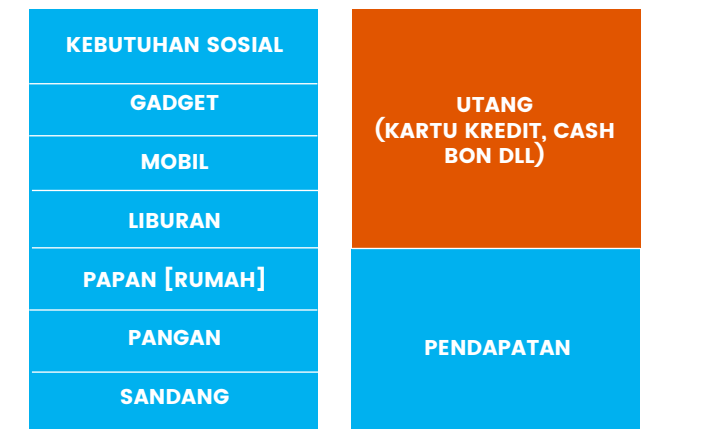 KEBUTUHAN SOSIAL
GADGET
MOBIL
LIBURAN
PAPAN [RUMAH]
PANGAN
SANDANG
UTANG
(KARTU KREDIT, CASH
BON DLL)
PENDAPATAN